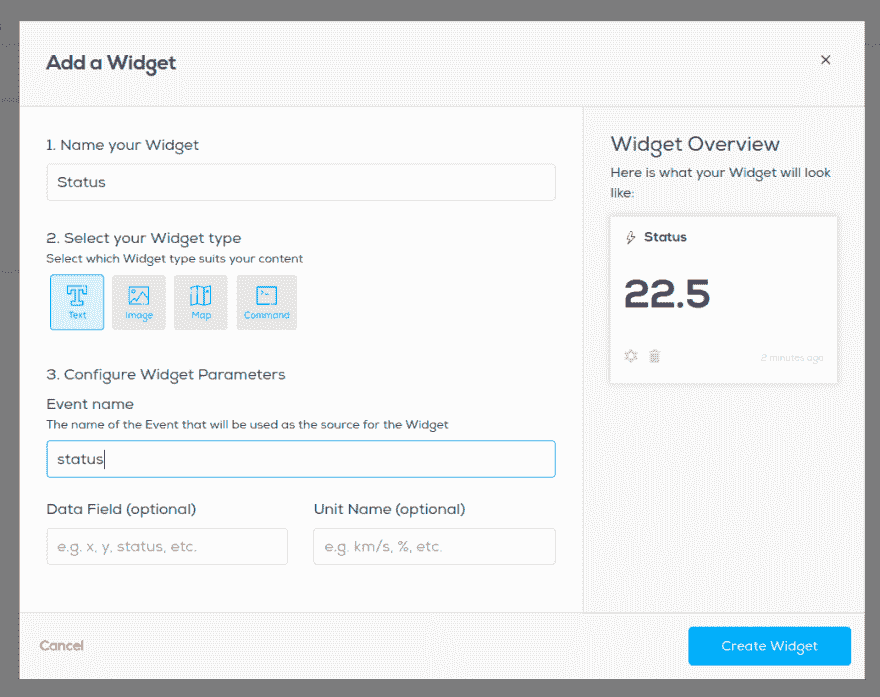 Add a Widget
×
1. Name your Widget
Status
2. Select your Widget type
Select which Widget type suits your content
Text
Image
Map
Command
3. Configure Widget Parameters
Event name
The name of the Event that will be used as the source for the Widget
status
Data Field (optional)
Unit Name (optional)
e.g. x, y, status, etc.
e.g. km/s, %, etc.
Widget Overview
Here is what your Widget will look
like:
Status
22.5
2 minutes ago
Cancel
Create Widget